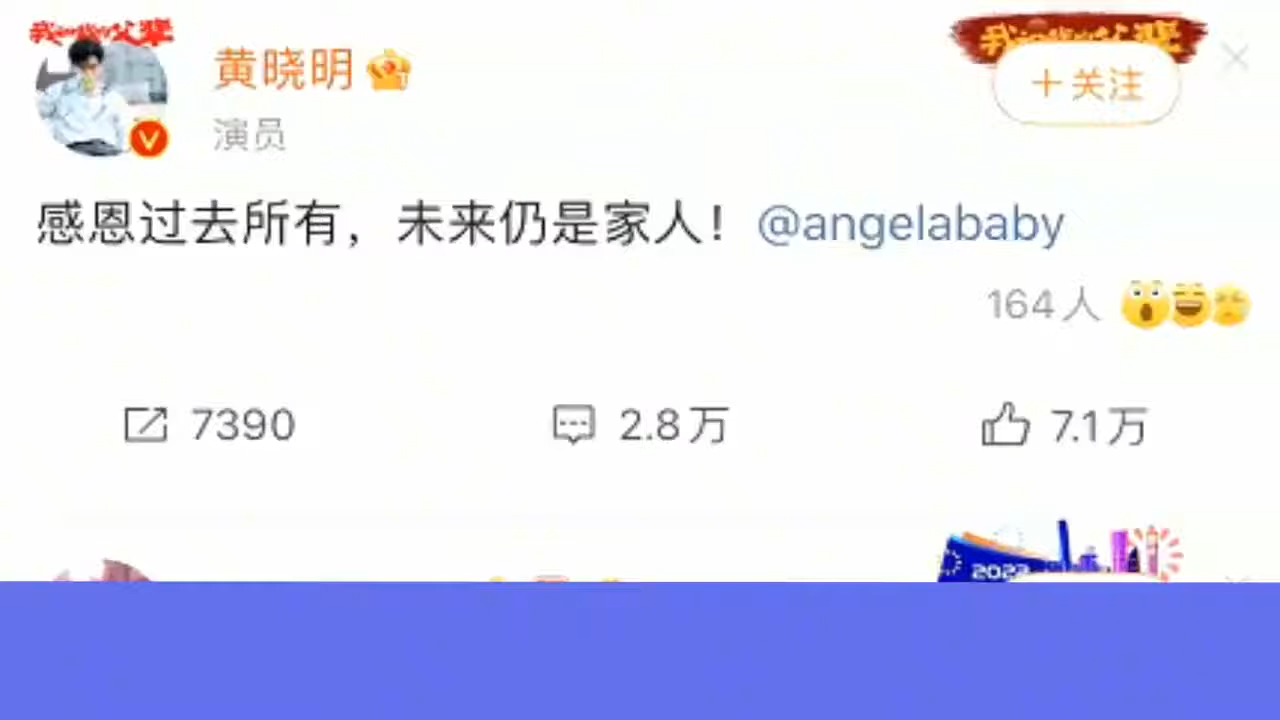 黄晓明
演员
+关注
感恩过去所有，未来仍是家人！@angelababy
164人
7390
2.8万
7.1万